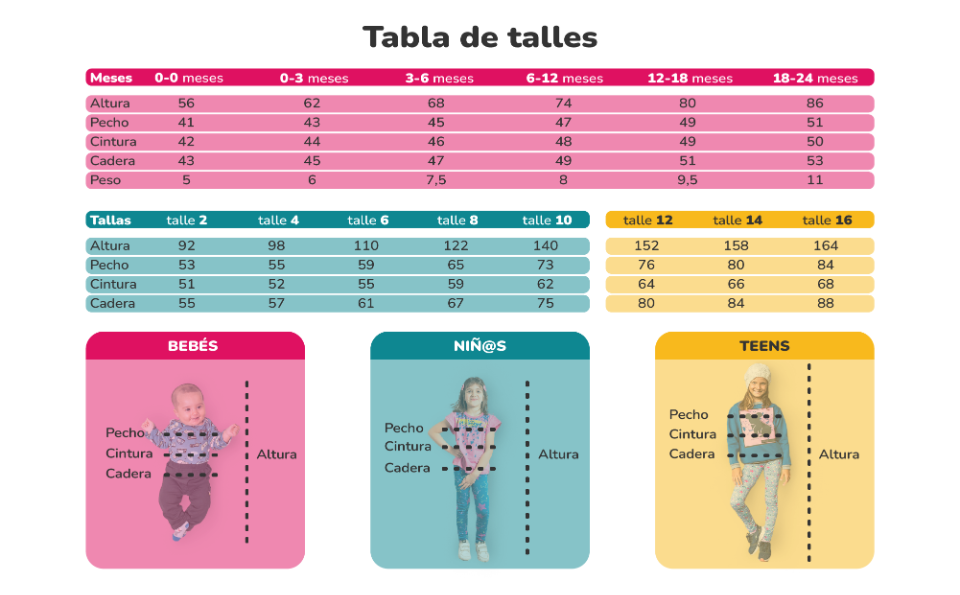 Tabla de talles
Meses 0-0 meses 0-3 meses 3-6 meses 6-12 meses 12-18 meses 18-24 meses
Altura 56 62 68 74 80 86
Pecho 41 43 45 47 49 51
Cintura 42 44 46 48 49 50
Cadera 43 45 47 49 51 53
Peso 5 6 7,5 8 9,5 11
Tallas talle 2 talle 4 talle 6 talle 8 talle 10 talle 12 talle 14 talle 16
Altura 92 98 110 122 140 152 158 164
Pecho 53 55 59 65 73 76 80 84
Cintura 51 52 55 59 62 64 66 68
Cadera 55 57 61 67 75 80 84 88
BEBÉS
Pecho
Cintura
Cadera
Altura
NIÑ@S
Pecho
Cintura
Cadera
Altura
TEENS
Pecho
Cintura
Cadera
Altura